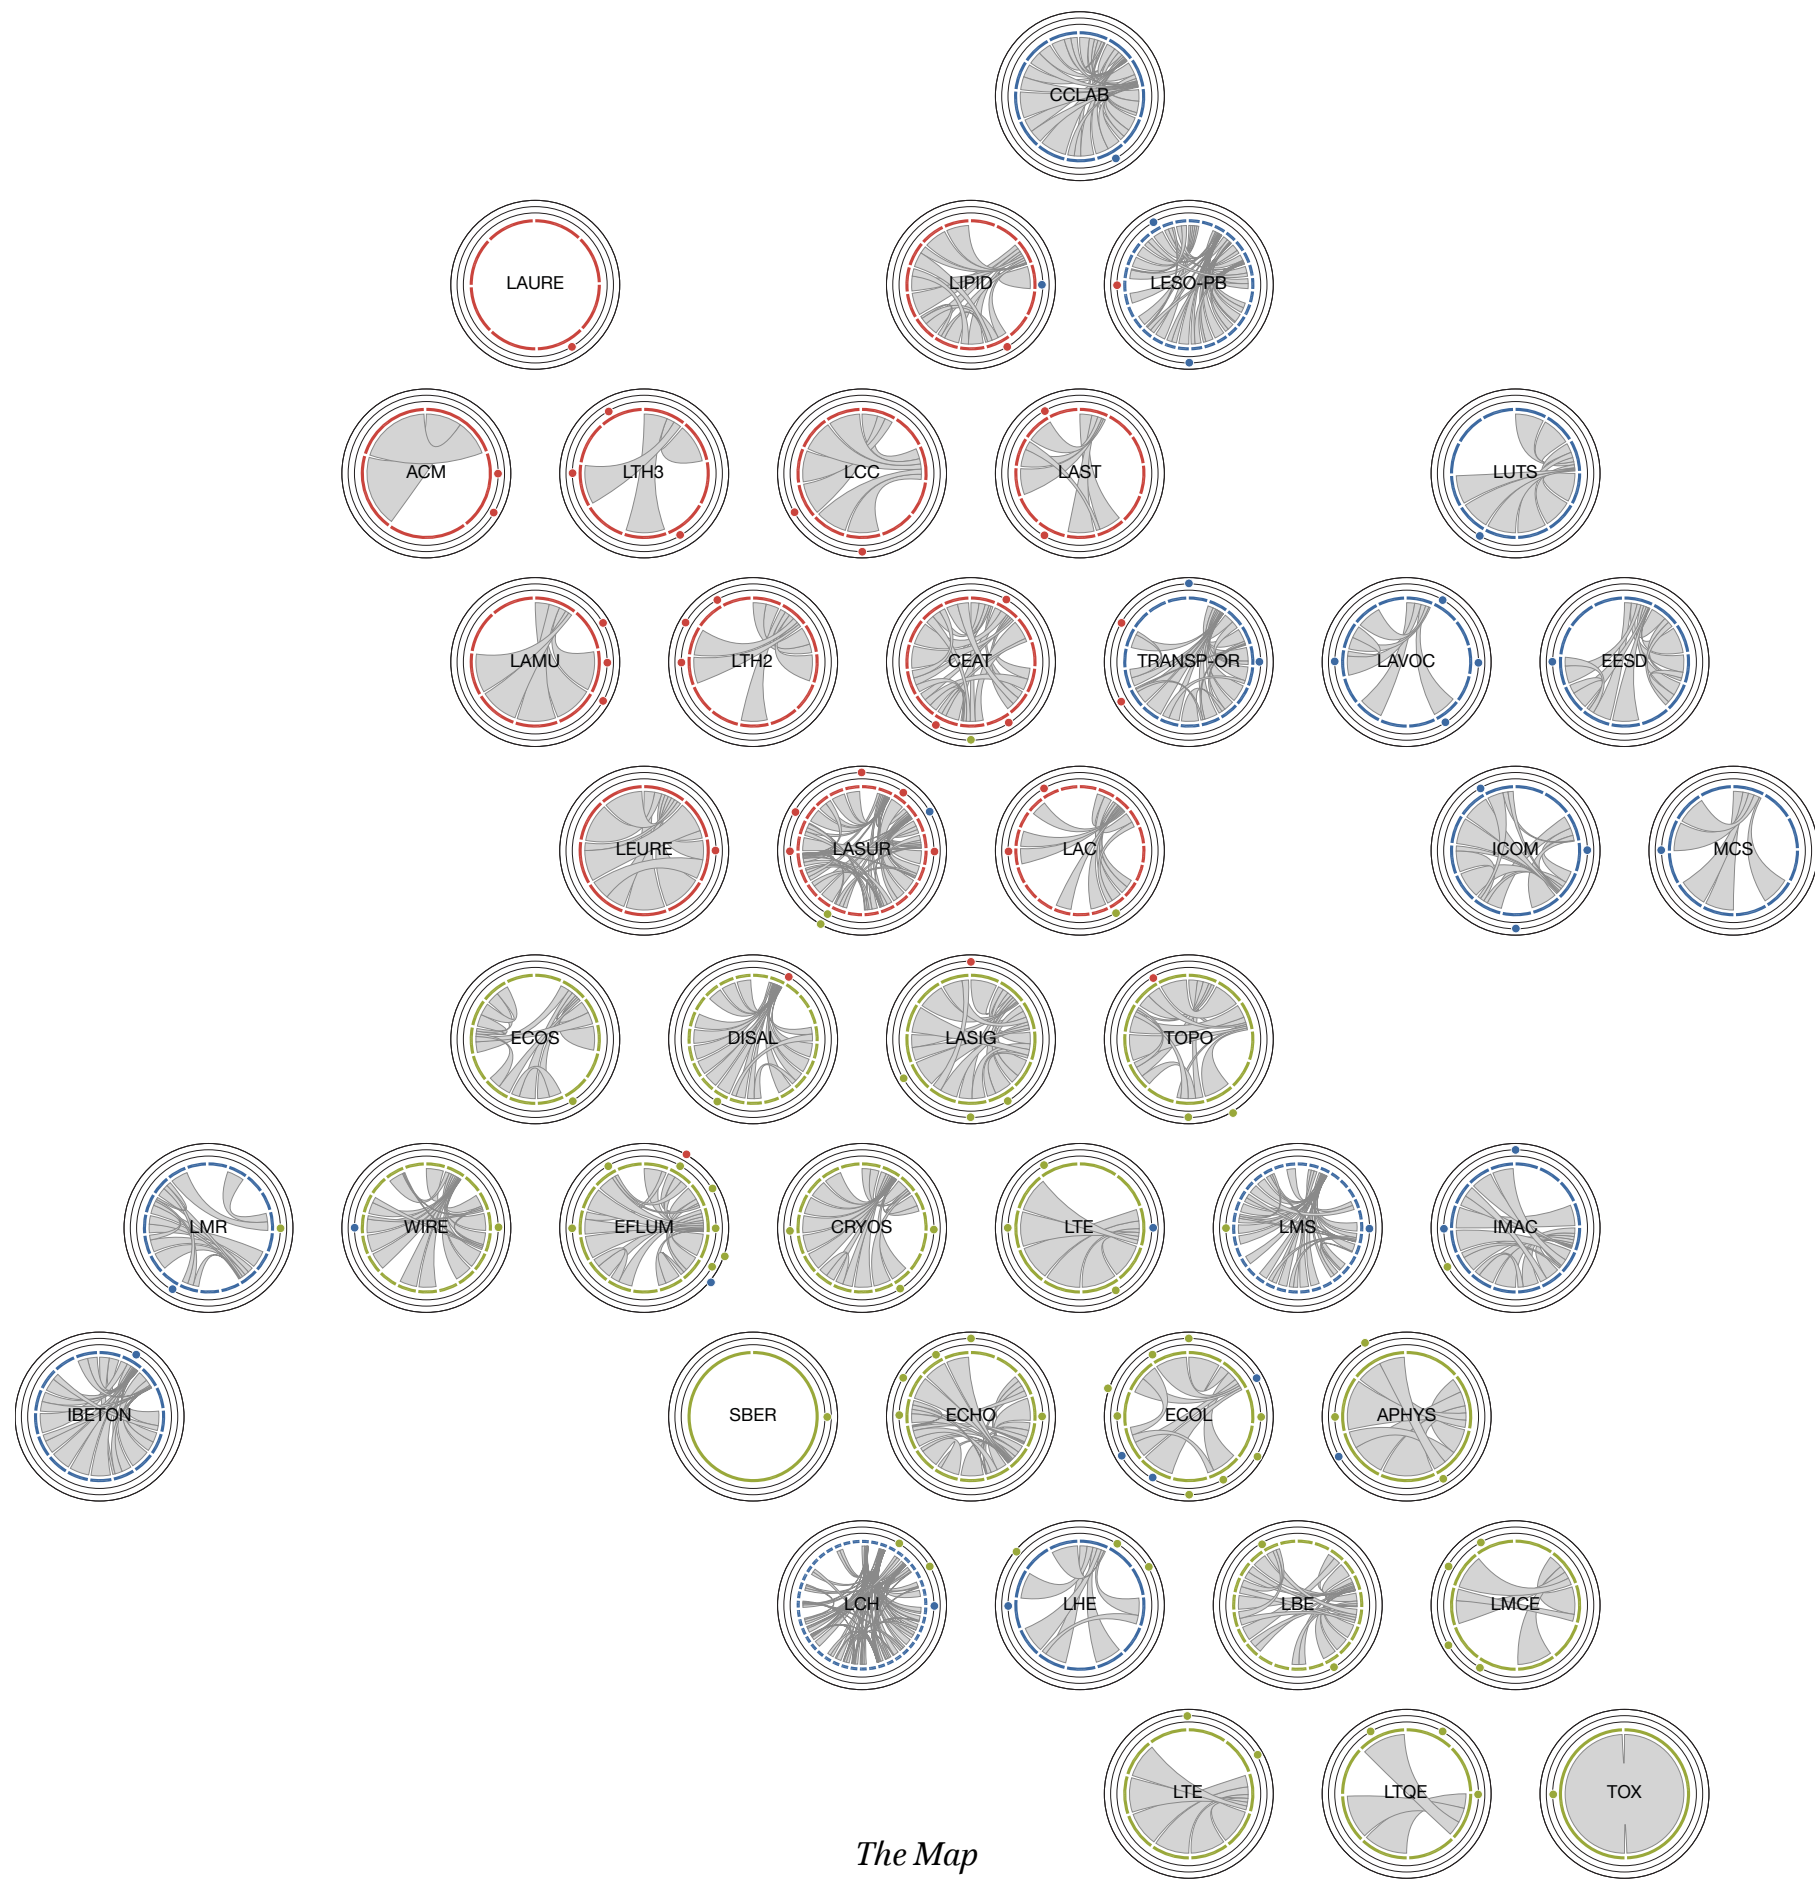 CCLAB
LAURE
LIPID
LESO-PB
ACM
LTH3
LCC
LAST
LUTS
LAMU
LTH2
CEAT
TRANSP-OR
LAVOC
EESD
LEURE
LASUR
LAC
ICOM
MCS
ECOS
DISAL
LASIG
TOPO
LMR
WIRE
EFLUM
CRYOS
LTE
LMS
IMAC
IBETON
SBER
ECHO
ECOL
APHYS
LCH
LHE
LBE
LMCE
LTE
LTQE
TOX
The Map